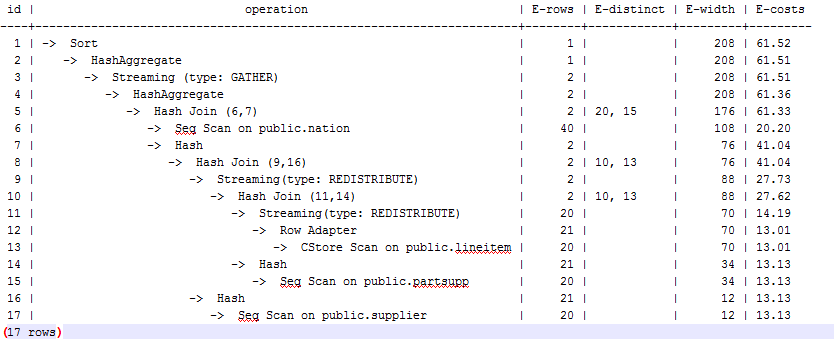 id |                  operation                   | E-rows | E-distinct | E-width | E-costs
----+----------------------------------------------+--------+------------+---------+---------
  1 | ->  Sort                                     |      1 |            |     208 | 61.52
  2 |    ->  HashAggregate                         |      1 |            |     208 | 61.51
  3 |       ->  Streaming (type: GATHER)           |      2 |            |     208 | 61.51
  4 |          ->  HashAggregate                   |      2 |            |     208 | 61.36
  5 |             ->  Hash Join (6,7)              |      2 | 20, 15     |     176 | 61.33
  6 |                ->  Seq Scan on public.nation |     40 |            |     108 | 20.20
  7 |                ->  Hash                      |      2 |            |      76 | 41.04
  8 |                   ->  Hash Join (9,16)       |      2 | 10, 13     |      76 | 41.04
  9 |                      ->  Streaming(type: REDISTRIBUTE) |      2 |            |      88 | 27.73
 10 |                         ->  Hash Join (11,14) |      2 | 10, 13     |      88 | 27.62
 11 |                            ->  Streaming(type: REDISTRIBUTE) |     20 |            |      70 | 14.19
 12 |                               ->  Row Adapter |     21 |            |      70 | 13.01
 13 |                                  ->  CStore Scan on public.lineitem |     20 |            |      70 | 13.01
 14 |                            ->  Hash          |     21 |            |      34 | 13.13
 15 |                               ->  Seq Scan on public.partsupp |     20 |            |      34 | 13.13
 16 |                      ->  Hash                |     21 |            |      12 | 13.13
 17 |                         ->  Seq Scan on public.supplier |     20 |            |      12 | 13.13
(17 rows)